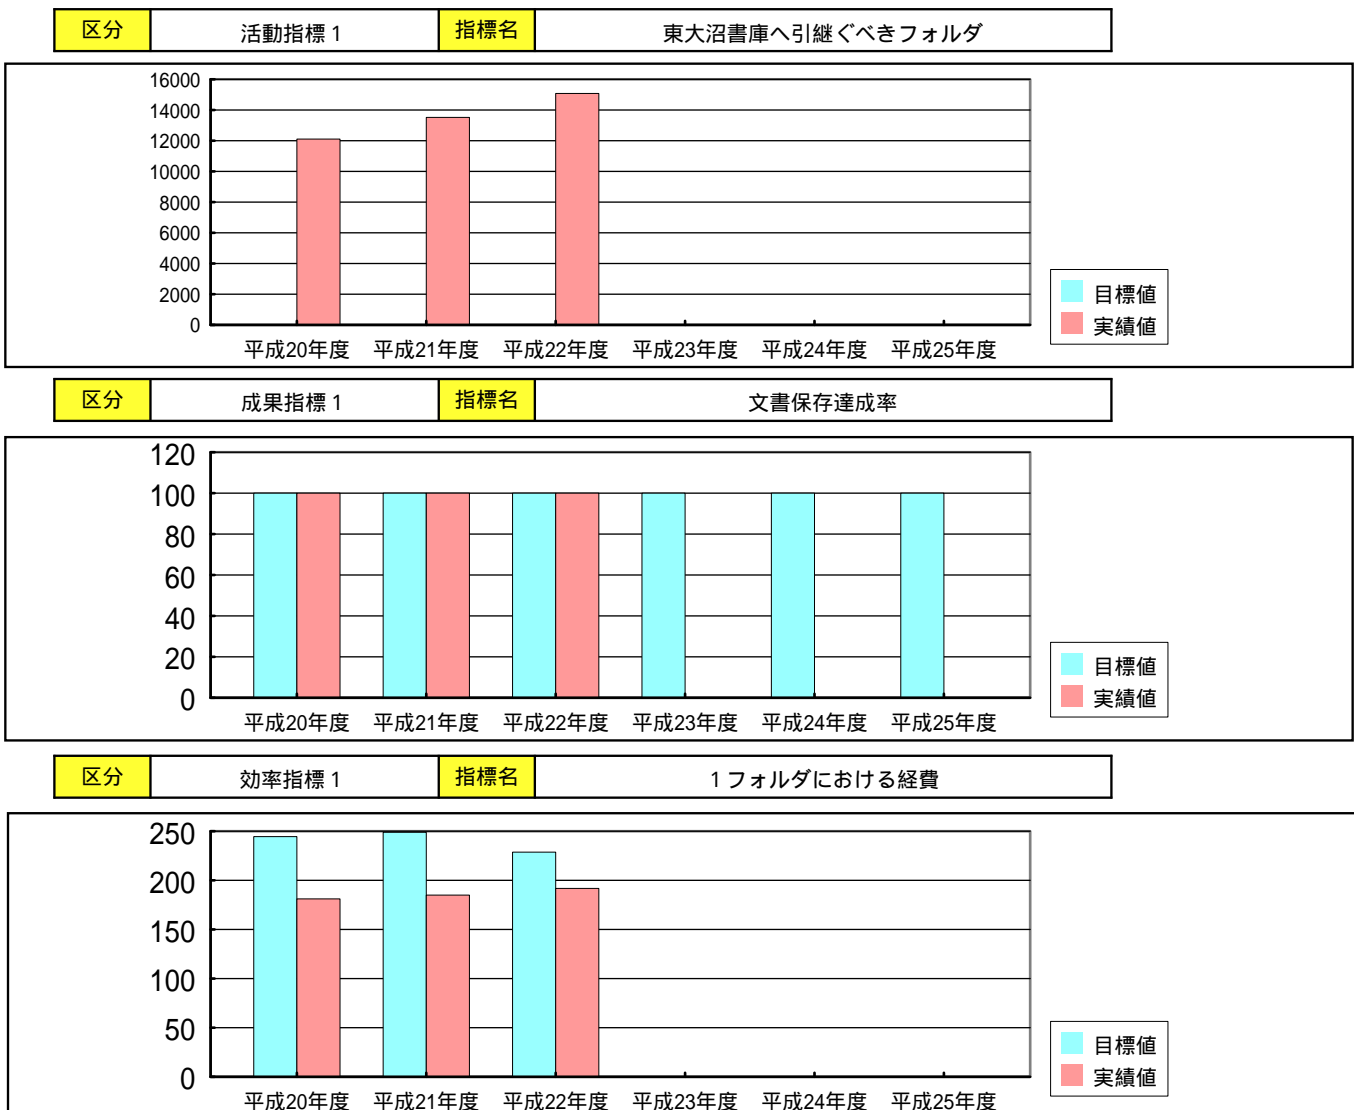 区分 活動指標1 指標名 東大沼書庫へ引継ぐべきフォルダ
16000
14000
12000
10000
8000
6000
4000
2000
0
平成20年度 平成21年度 平成22年度 平成23年度 平成24年度 平成25年度
目標値
実績値
区分 成果指標1 指標名 文書保存達成率
120
100
80
60
40
20
0
平成20年度 平成21年度 平成22年度 平成23年度 平成24年度 平成25年度
目標値
実績値
区分 効率指標1 指標名 1フォルダにおける経費
250
200
150
100
50
0
平成20年度 平成21年度 平成22年度 平成23年度 平成24年度 平成25年度
目標値
実績値